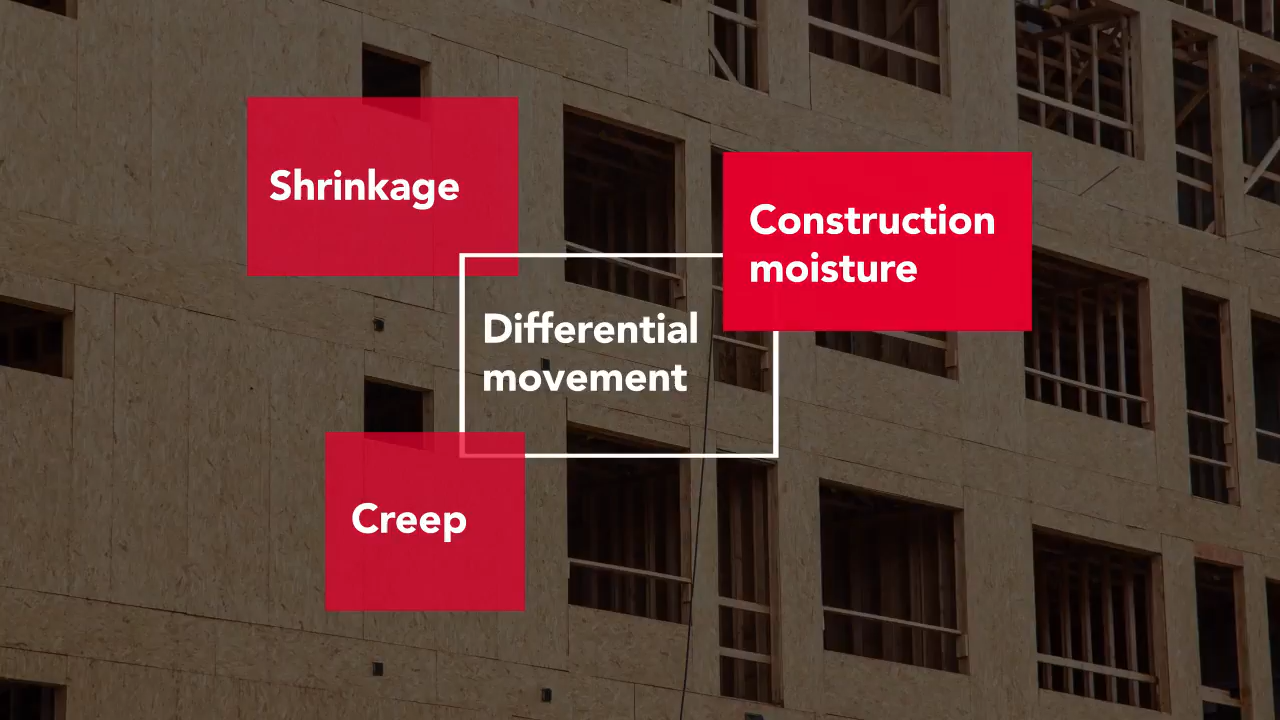 Shrinkage
Construction
moisture
Differential
movement
Creep